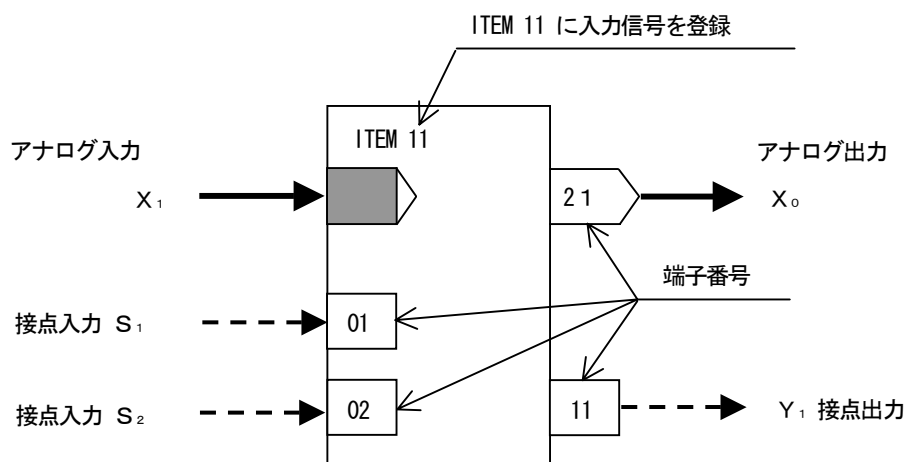 ITEM 11 に入力信号を登録
ITEM 11
アナログ入力
アナログ出力
X₁
21
X₀
端子番号
接点入力 S₁
01
接点入力 S₂
02
11
Y₁ 接点出力